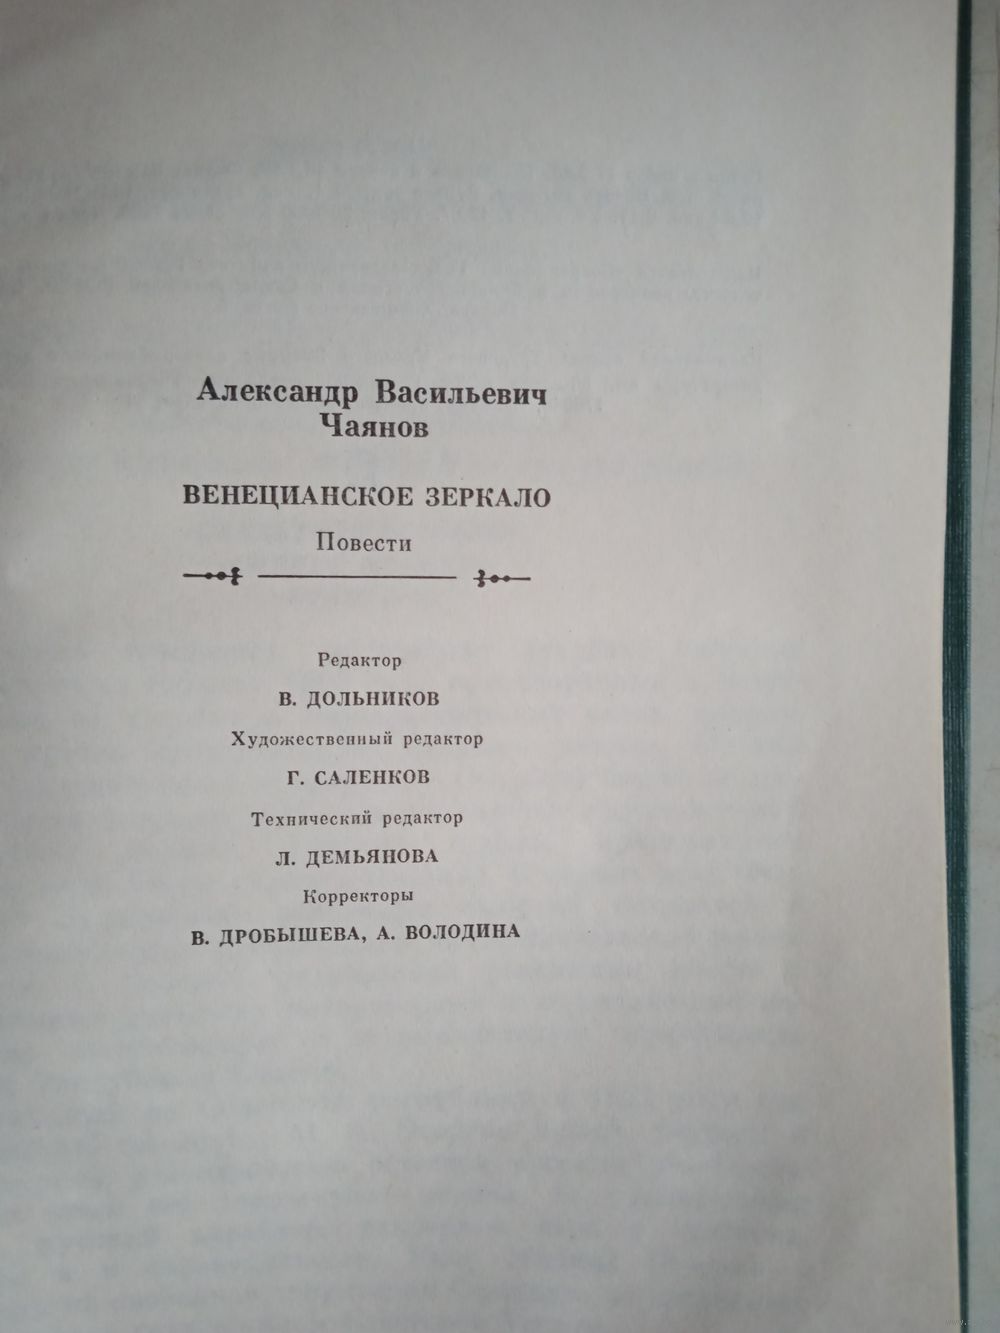 Александр Васильевич
Чаянов
ВЕНЕЦИАНСКОЕ ЗЕРКАЛО
Повести
Редактор
В. ДОЛЬНИКОВ
Художественный редактор
Г. САЛЕНКОВ
Технический редактор
Л. ДЕМЬЯНОВА
Корректоры
В. ДРОБЫШЕВА, А. ВОЛОДИНА